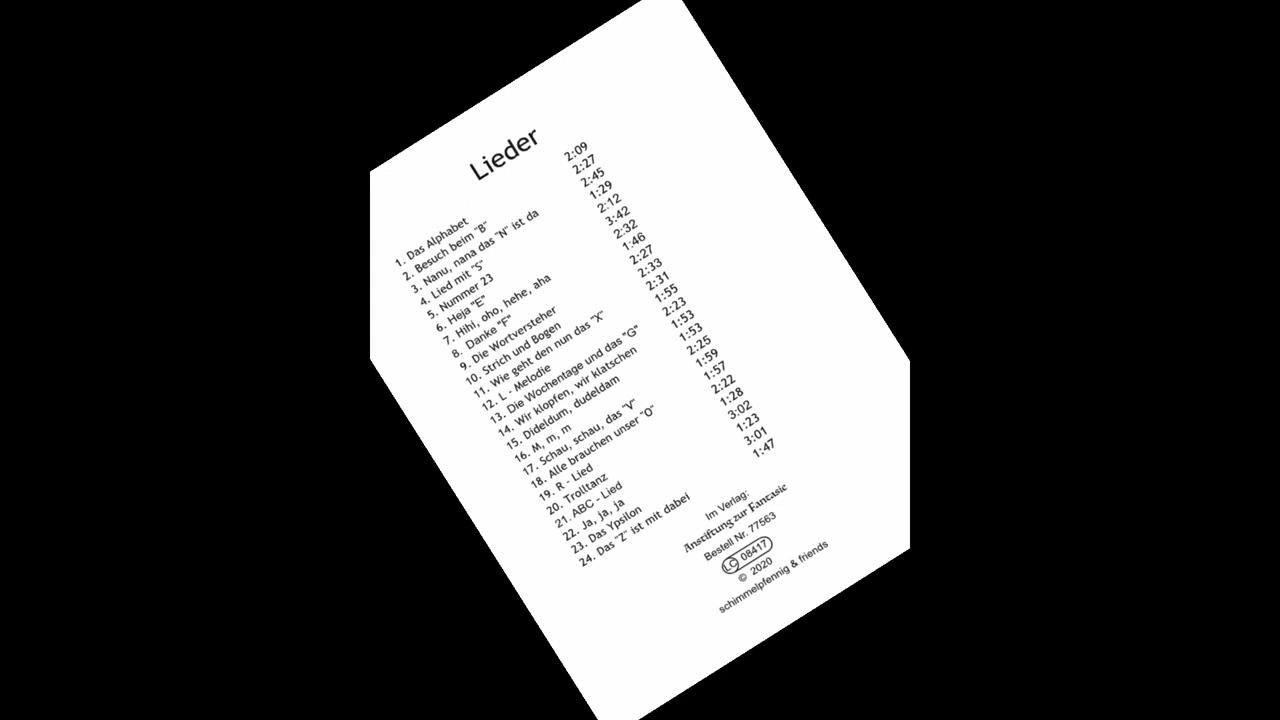 Lieder
1. Das Alphabet 2:09
2. Besuch beim "B" 2:27
3. Nanu, nana das "N" ist da 2:45
4. Lied mit "S" 1:29
5. Nummer 23 2:12
6. Heja "E" 3:42
7. Hihi, oho, hehe, aha 2:32
8. Danke "F" 1:46
9. Die Wortversteher 2:27
10. Strich und Bogen 2:33
11. Wie geht den nun das "X" 2:31
12. L - Melodie 1:55
13. Die Wochentage und das "G" 2:23
14. Wir klopfen, wir klatschen 1:53
15. Dideldum, dudeldam 1:53
16. M, m, m 2:25
17. Schau, schau, das "V" 1:59
18. Alle brauchen unser "O" 1:57
19. R - Lied 2:22
20. Trolltanz 1:28
21. ABC - Lied 3:02
22. Ja, ja, ja 1:23
23. Das Ypsilon 3:01
24. Das "Z" ist mit dabei 1:47
Im Verlag:
Anstiftung zur Fantasie
Bestell Nr. 77563
LC 08417
© 2020
schimmelpfennig & friends